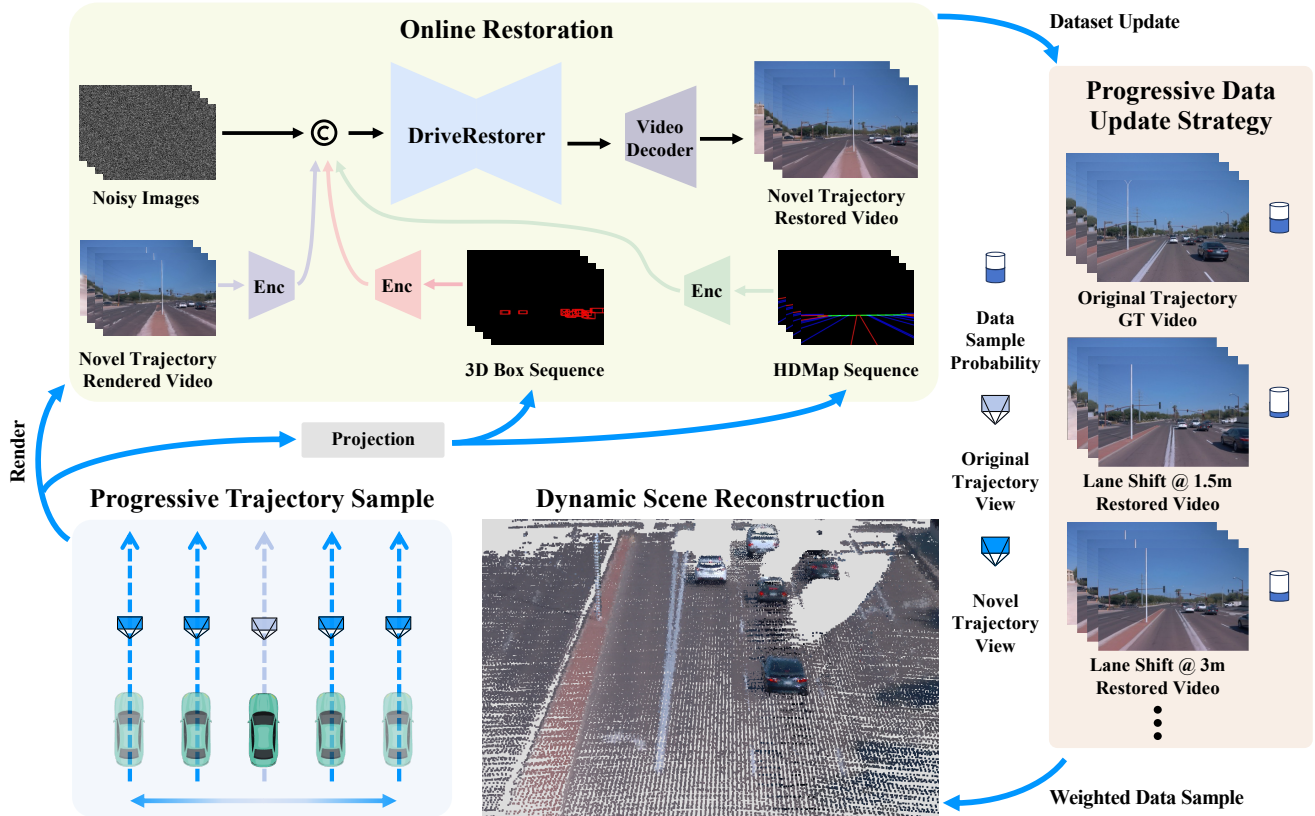 Online Restoration
Noisy Images
©
DriveRestorer
Video
Decoder
Novel Trajectory
Restored Video
Novel Trajectory
Rendered Video
Enc
Enc
3D Box Sequence
Enc
HDMap Sequence
Render
Projection
Progressive Trajectory Sample
Dynamic Scene Reconstruction
Data
Sample
Probability
Original
Trajectory
View
Novel
Trajectory
View
Dataset Update
Progressive Data
Update Strategy
Original Trajectory
GT Video
Lane Shift @ 1.5m
Restored Video
Lane Shift @ 3m
Restored Video
Weighted Data Sample